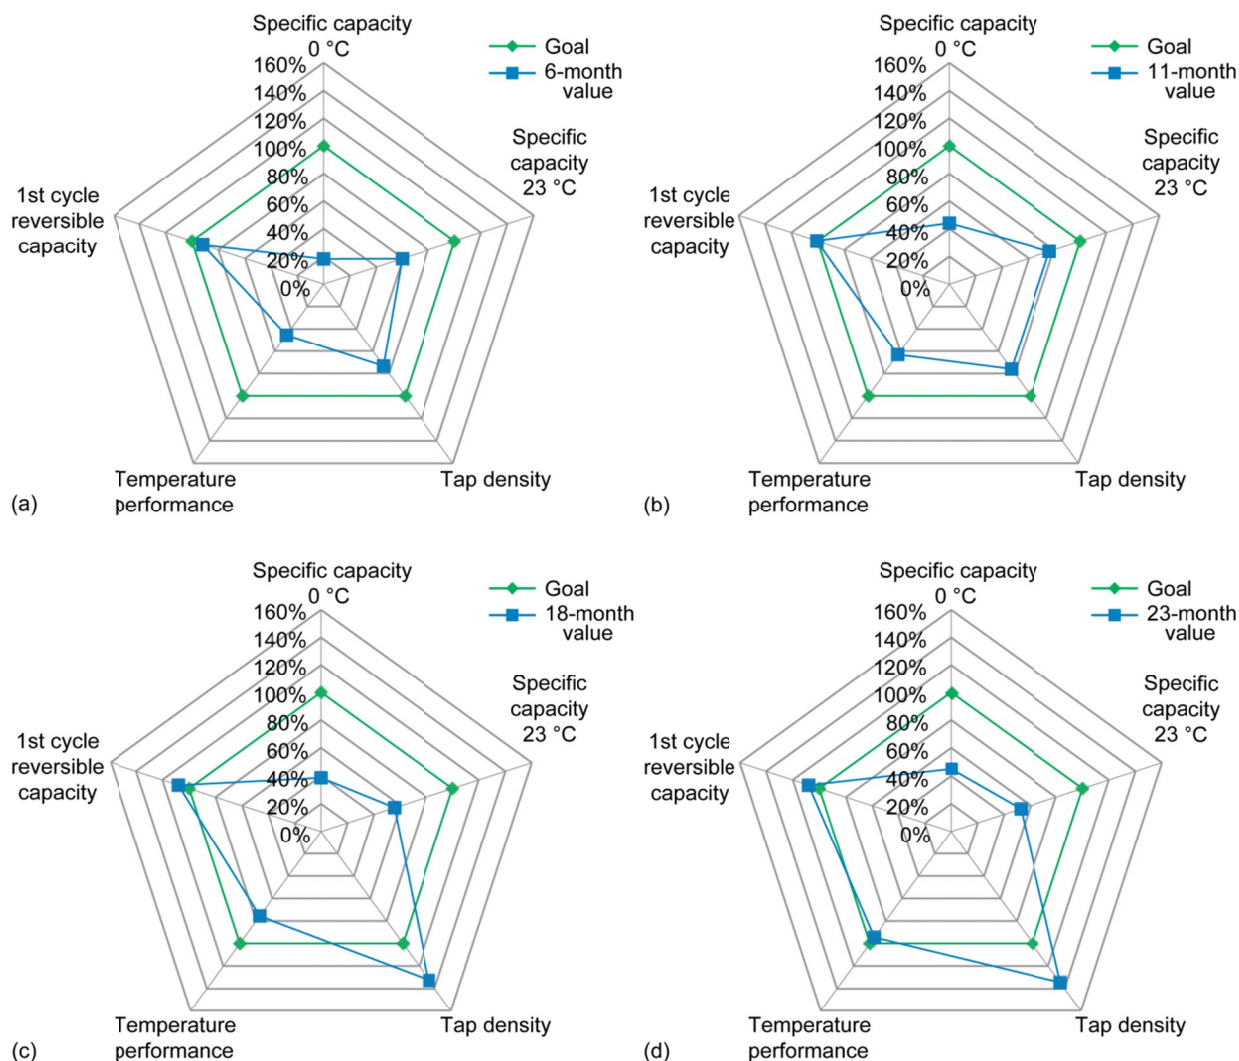 Specific capacity
0 °C
Goal
6-month
value
160%
140%
120%
100%
80%
60%
40%
20%
0%
Specific
capacity
23 °C
1st cycle
reversible
capacity
Temperature
performance
Tap density
(a)
Specific capacity
0 °C
Goal
11-month
value
160%
140%
120%
100%
80%
60%
40%
20%
0%
Specific
capacity
23 °C
1st cycle
reversible
capacity
Temperature
performance
Tap density
(b)
Specific capacity
0 °C
Goal
18-month
value
160%
140%
120%
100%
80%
60%
40%
20%
0%
Specific
capacity
23 °C
1st cycle
reversible
capacity
Temperature
performance
Tap density
(c)
Specific capacity
0 °C
Goal
23-month
value
160%
140%
120%
100%
80%
60%
40%
20%
0%
Specific
capacity
23 °C
1st cycle
reversible
capacity
Temperature
performance
Tap density
(d)